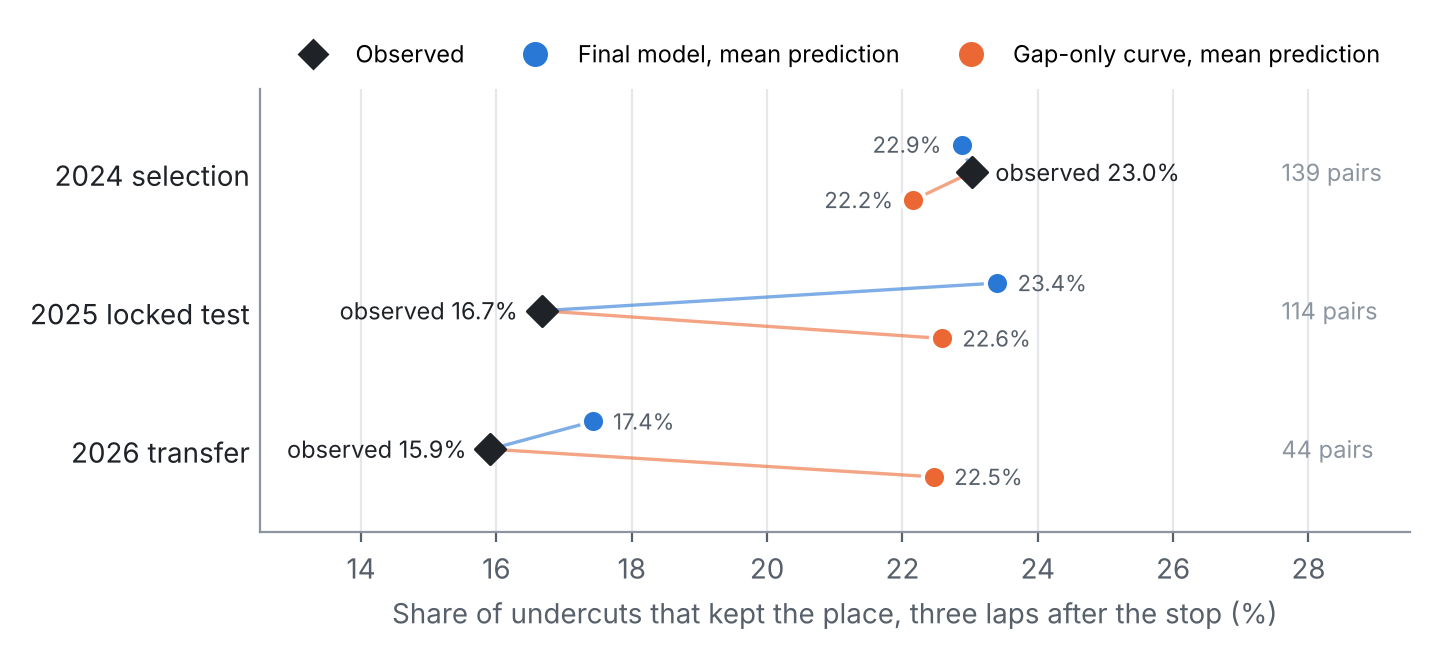 Observed
Final model, mean prediction
Gap-only curve, mean prediction
22.9%
2024 selection
observed 23.0%
139 pairs
22.2%
23.4%
2025 locked test
observed 16.7%
114 pairs
22.6%
17.4%
2026 transfer
observed 15.9%
44 pairs
22.5%
14 16 18 20 22 24 26 28
Share of undercuts that kept the place, three laps after the stop (%)